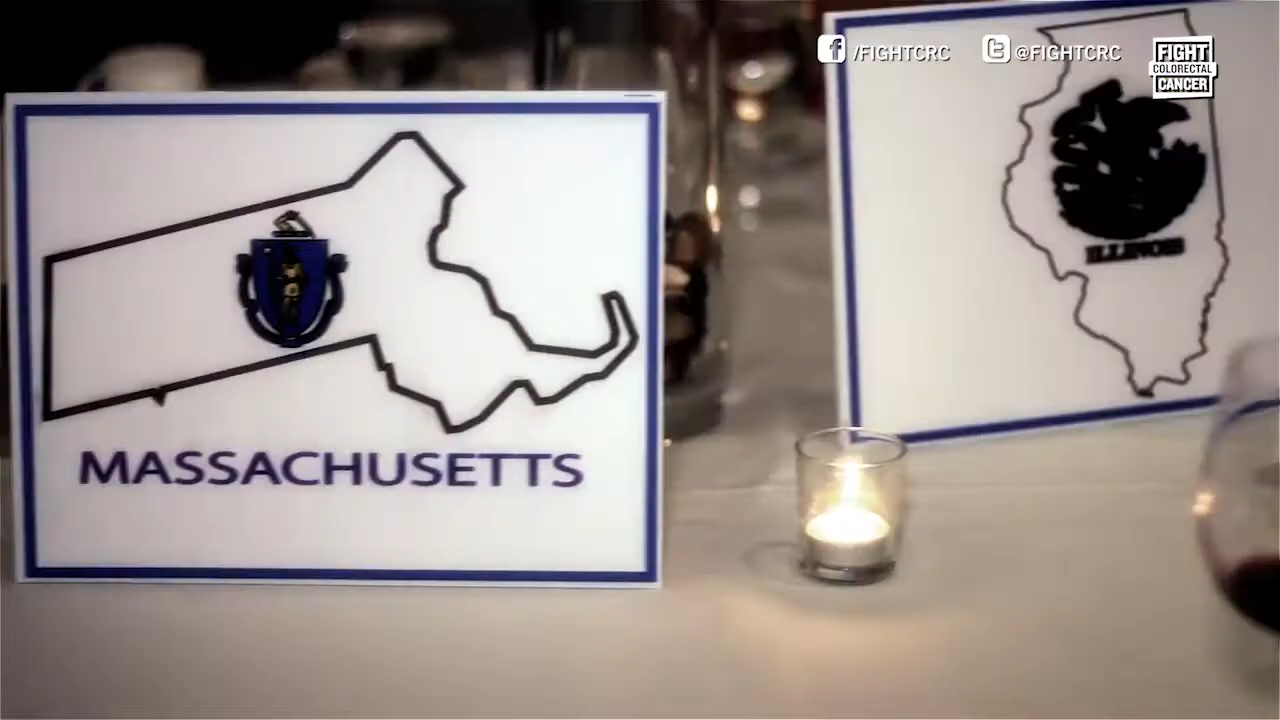 /FIGHTCRC
@FIGHTCRC
FIGHT
COLORECTAL
CANCER
MASSACHUSETTS
ILLINOIS